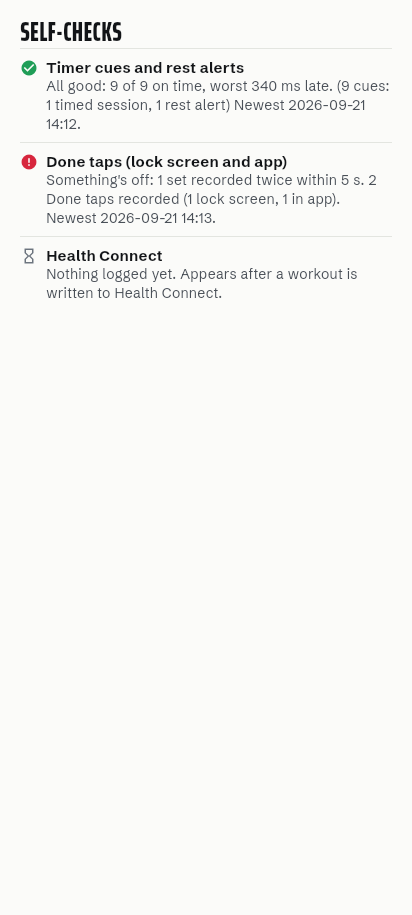 SELF-CHECKS
Timer cues and rest alerts
All good: 9 of 9 on time, worst 340 ms late. (9 cues:
1 timed session, 1 rest alert) Newest 2026-09-21
14:12.
Done taps (lock screen and app)
Something's off: 1 set recorded twice within 5 s. 2
Done taps recorded (1 lock screen, 1 in app).
Newest 2026-09-21 14:13.
Health Connect
Nothing logged yet. Appears after a workout is
written to Health Connect.